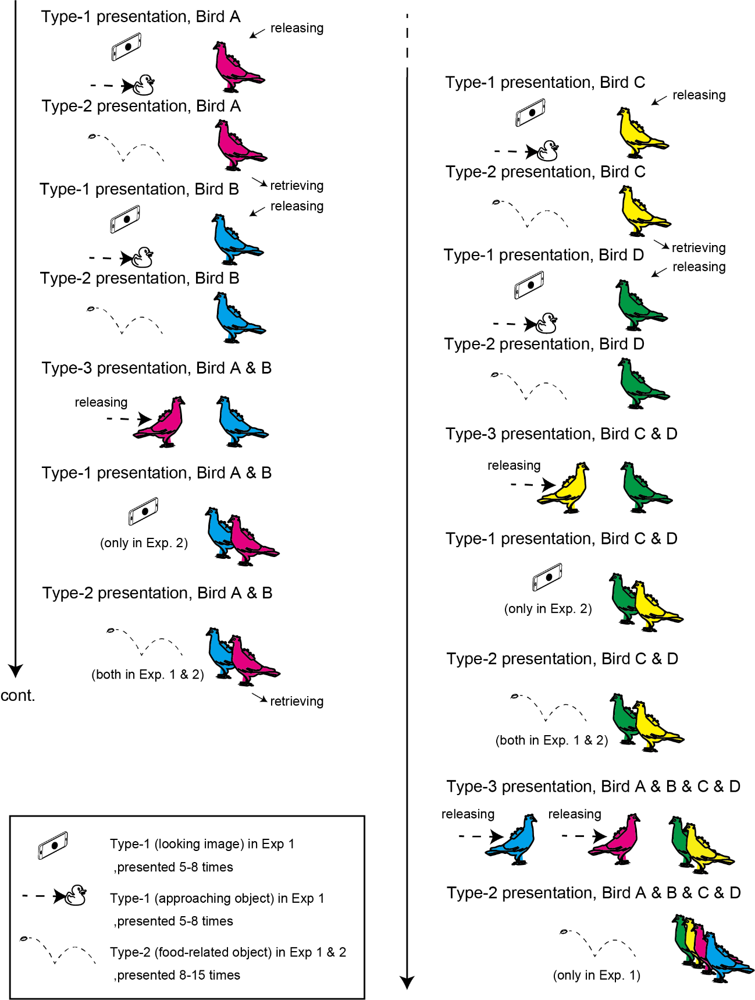 Type-1 presentation, Bird A
releasing
Type-2 presentation, Bird A
retrieving
Type-1 presentation, Bird B
releasing
Type-2 presentation, Bird B
Type-3 presentation, Bird A & B
releasing
Type-1 presentation, Bird A & B
(only in Exp. 2)
Type-2 presentation, Bird A & B
(both in Exp. 1 & 2)
retrieving
cont.
Type-1 presentation, Bird C
releasing
Type-2 presentation, Bird C
retrieving
Type-1 presentation, Bird D
releasing
Type-2 presentation, Bird D
Type-3 presentation, Bird C & D
releasing
Type-1 presentation, Bird C & D
(only in Exp. 2)
Type-2 presentation, Bird C & D
(both in Exp. 1 & 2)
Type-3 presentation, Bird A & B & C & D
releasing releasing
Type-2 presentation, Bird A & B & C & D
(only in Exp. 1)
Type-1 (looking image) in Exp 1
,presented 5-8 times
Type-1 (approaching object) in Exp 1
,presented 5-8 times
Type-2 (food-related object) in Exp 1 & 2
,presented 8-15 times